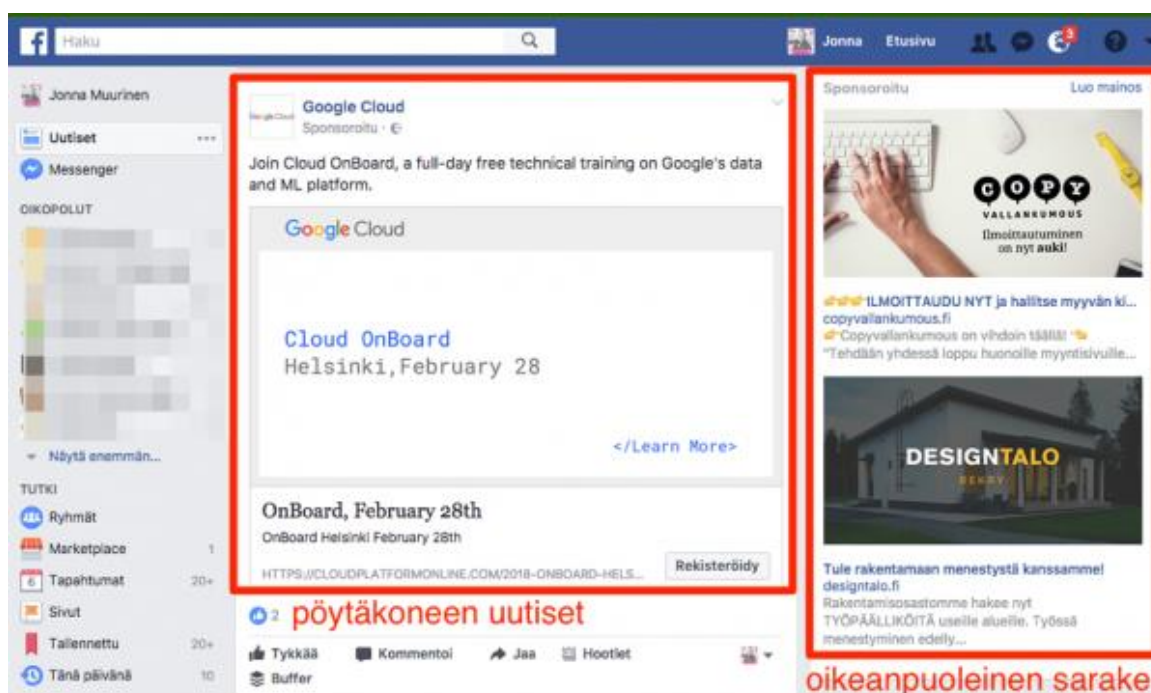 Haku
Jonna Etusivu
3
Jonna Muurinen
Uutiset
Messenger
OIKOPOLUT
Näytä enemmän...
TUTKI
Ryhmät
Marketplace 1
Tapahtumat 20+
Sivut
Tallennettu 20+
Tänä päivänä 10
Google Cloud
Sponsoroitu
Join Cloud OnBoard, a full-day free technical training on Google's data
and ML platform.
Google Cloud
Cloud OnBoard
Helsinki,February 28
</Learn More>
OnBoard, February 28th
OnBoard Helsinki February 28th
HTTPS://CLOUDPLATFORMONLINE.COM/2018-ONBOARD-HELS...
Rekisteröidy
2
pöytäkoneen uutiset
Tykkää Kommentoi Jaa Hootlet
Buffer
Sponsoroitu Luo mainos
COPY
VALLANKUMOUS
Ilmoittautuminen
on nyt auki!
ILMOITTAUDU NYT ja hallitse myyvän ki...
copyvallankumous.fi
Copyvallankumous on vihdoin täällä!
"Tehdään yhdessä loppu huonoille myyntisivuille...
DESIGNTALO
REKRY
Tule rakentamaan menestystä kanssamme!
designtalo.fi
Rakentamisosastomme hakee nyt
TYÖPÄÄLLIKÖITÄ useille alueille. Työssä
menestyminen edelly...
oikeanpuoleinen sarake